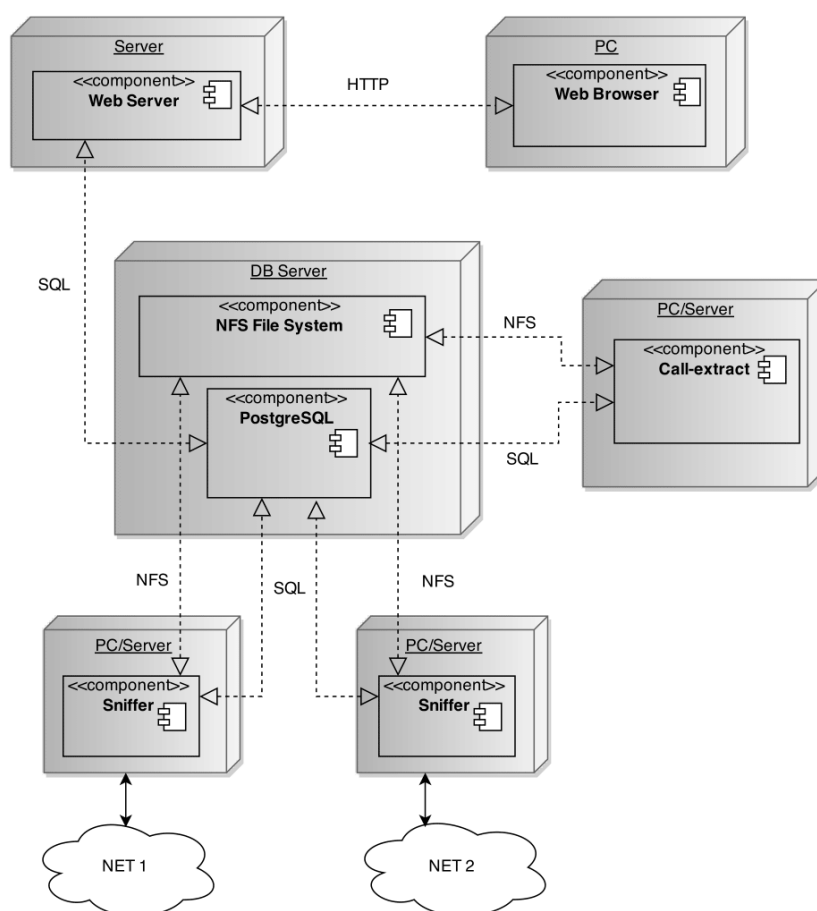 Server
<<component>>
Web Server
HTTP
PC
<<component>>
Web Browser
SQL
DB Server
<<component>>
NFS File System
NFS
PC/Server
<<component>>
Call-extract
<<component>>
PostgreSQL
SQL
NFS
SQL
NFS
PC/Server
<<component>>
Sniffer
PC/Server
<<component>>
Sniffer
NET 1
NET 2